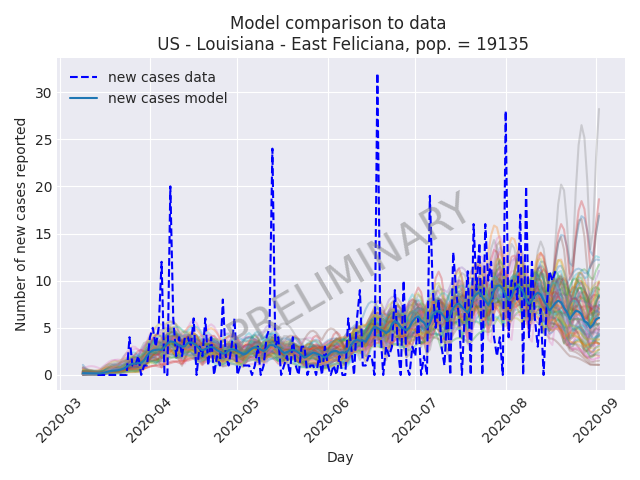 Model comparison to data
US - Louisiana - East Feliciana, pop. = 19135
new cases data
new cases model
PRELIMINARY
Number of new cases reported
30
25
20
15
10
5
0
2020-03
2020-04
2020-05
2020-06
2020-07
2020-08
2020-09
Day